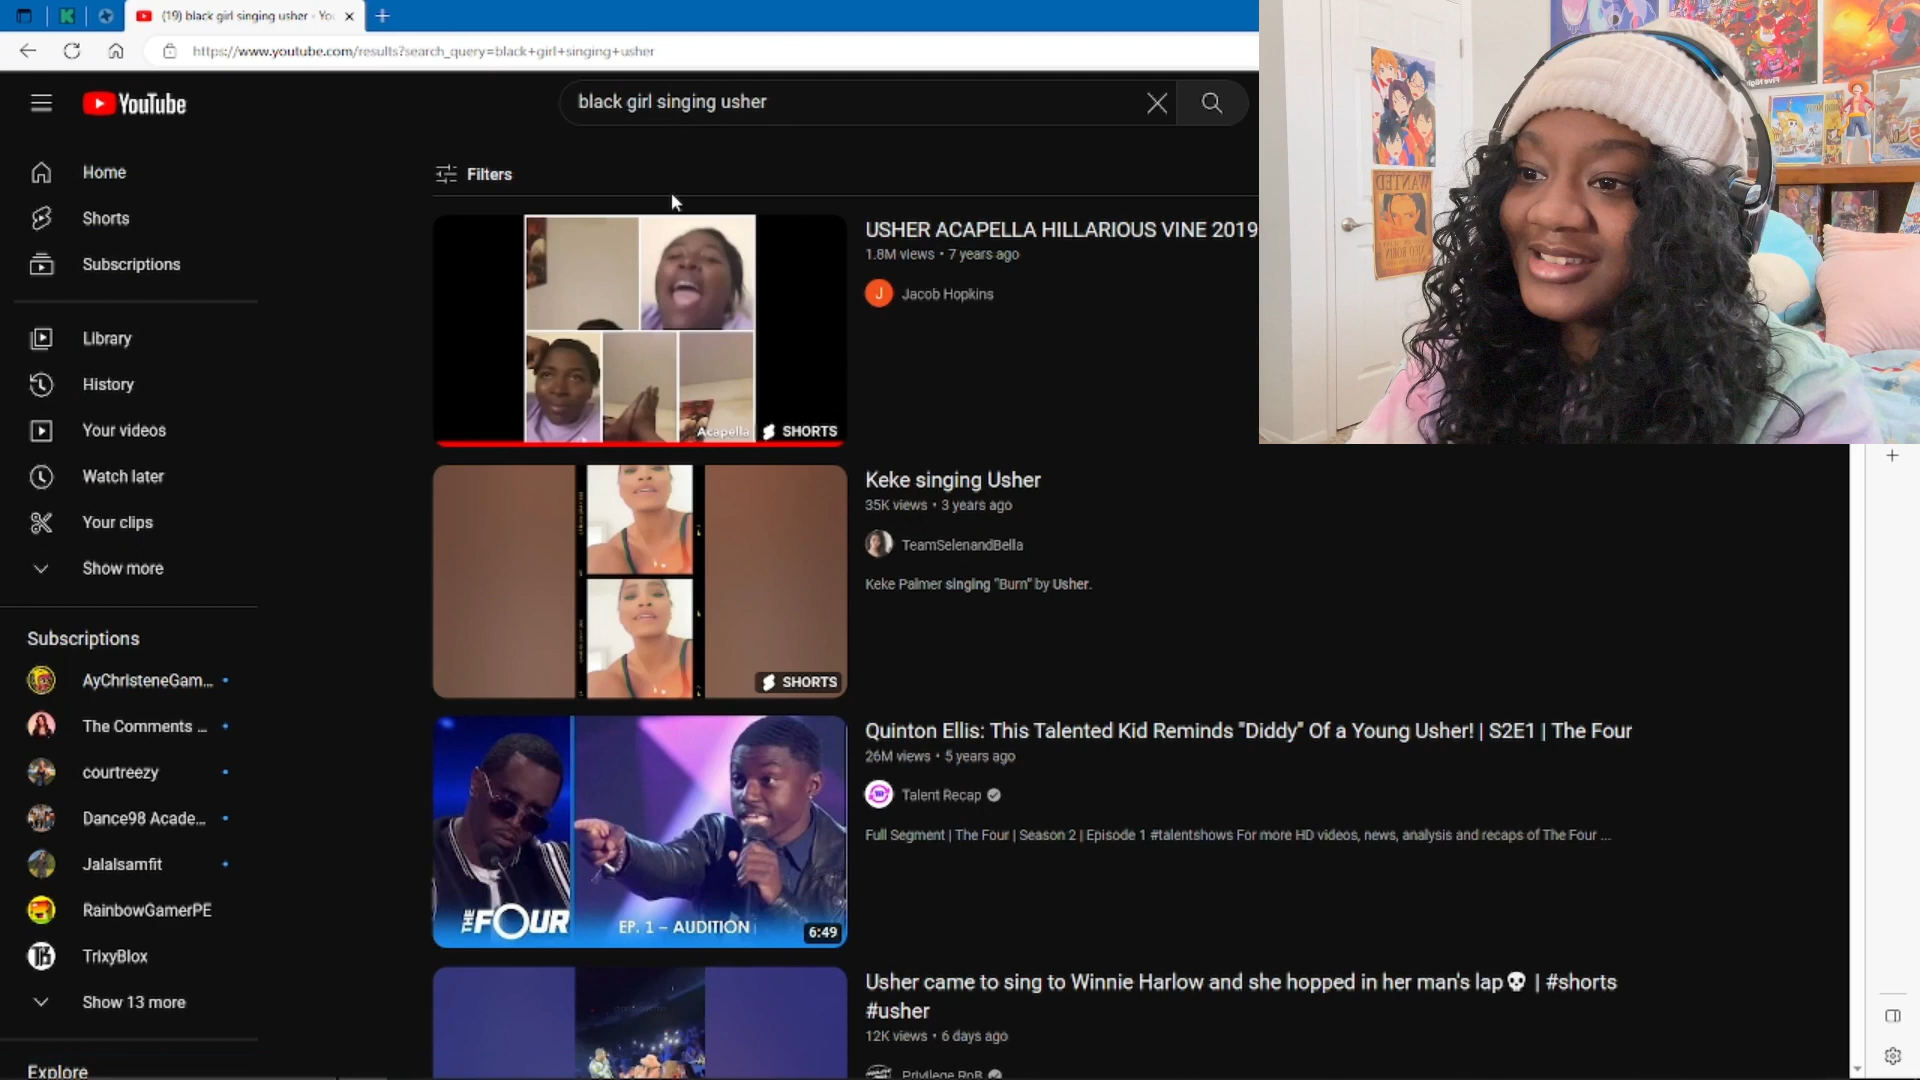 (19) black girl singing usher - You
https://www.youtube.com/results?search_query=black+girl+singing+usher
YouTube
black girl singing usher
Home
Shorts
Subscriptions
Library
History
Your videos
Watch later
Your clips
Show more
Subscriptions
AyChristeneGam...
The Comments ...
courtreezy
Dance98 Acade...
Jalalsamfit
RainbowGamerPE
TrixyBlox
Show 13 more
Explore
Filters
Acapella
SHORTS
USHER ACAPELLA HILLARIOUS VINE 2019
1.8M views • 7 years ago
J
Jacob Hopkins
SHORTS
Keke singing Usher
35K views • 3 years ago
TeamSelenandBella
Keke Palmer singing "Burn" by Usher.
THE FOUR
EP. 1 – AUDITION
6:49
Quinton Ellis: This Talented Kid Reminds "Diddy" Of a Young Usher! | S2E1 | The Four
26M views • 5 years ago
Talent Recap
Full Segment | The Four | Season 2 | Episode 1 #talentshows For more HD videos, news, analysis and recaps of The Four ...
Usher came to sing to Winnie Harlow and she hopped in her man's lap💀 | #shorts
#usher
12K views • 6 days ago
Privilege RnB
WANTED